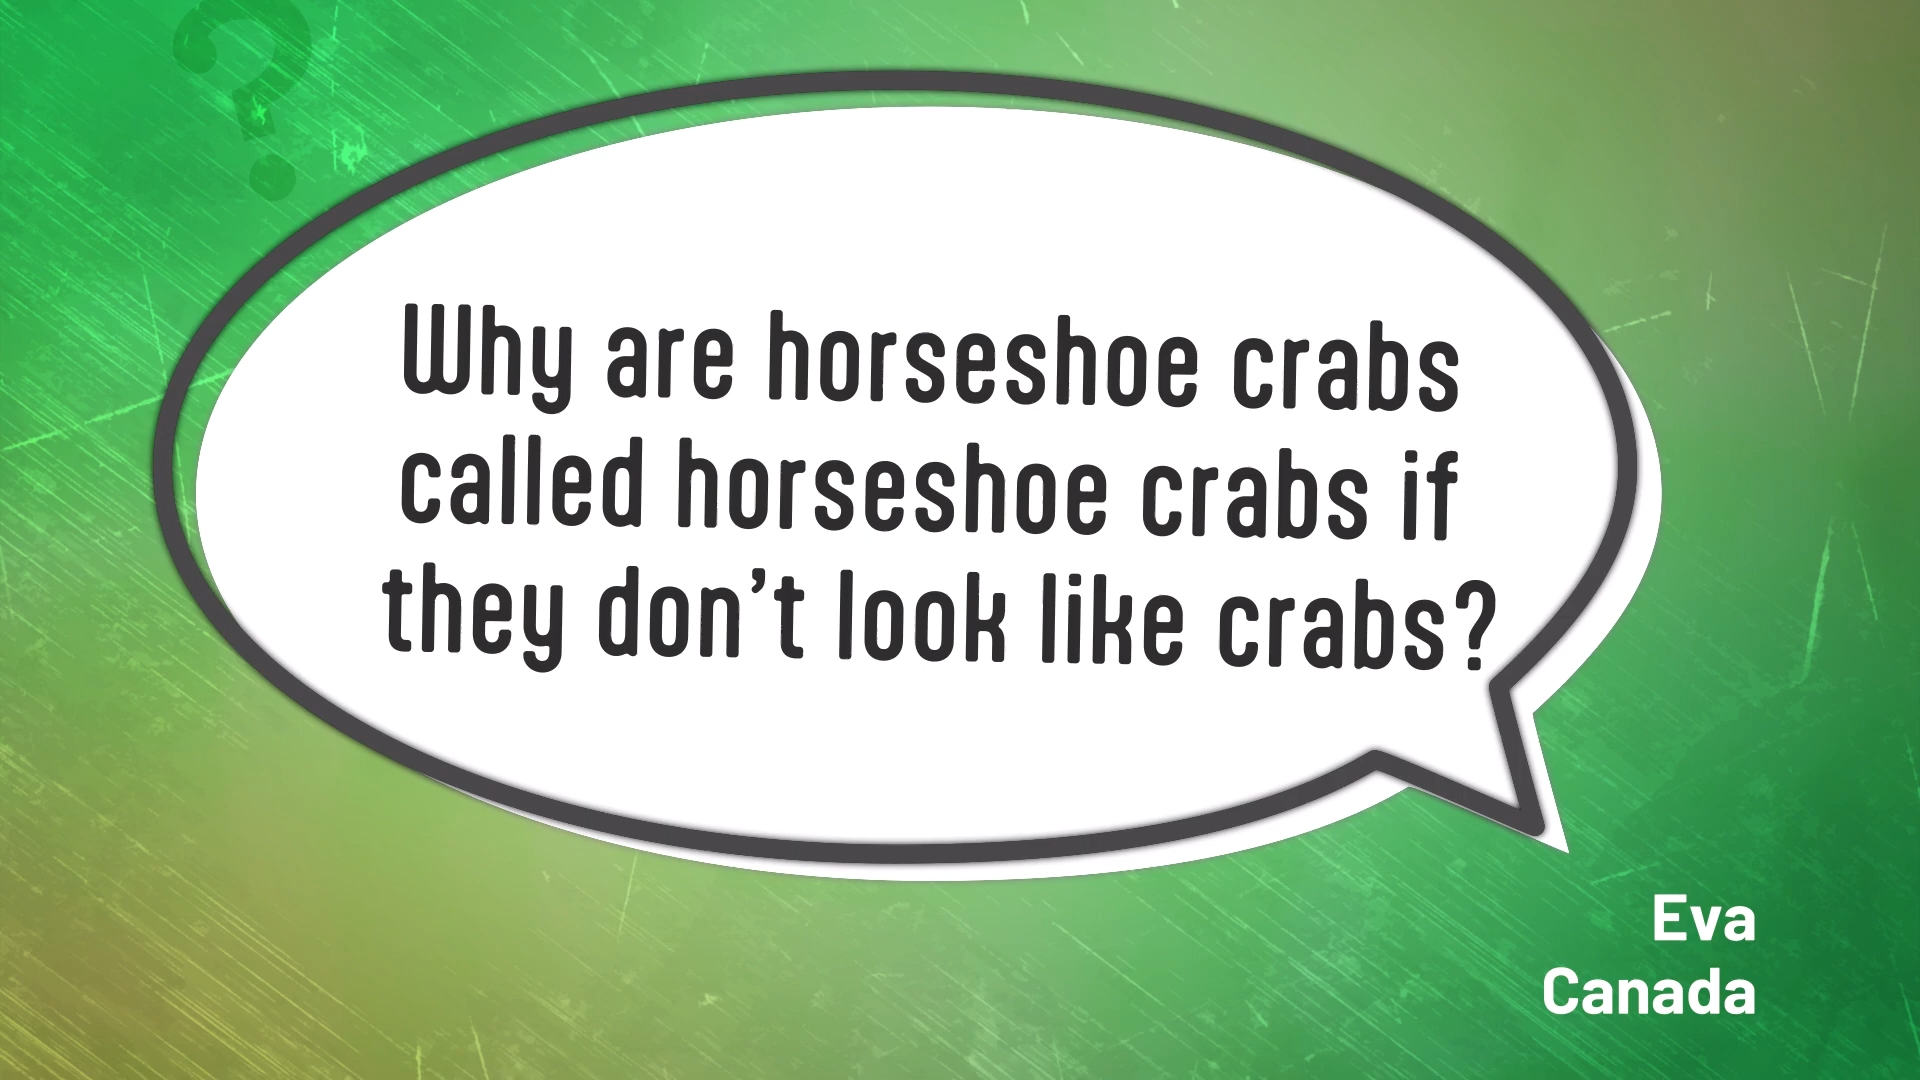 Why are horseshoe crabs
called horseshoe crabs if
they don't look like crabs?
Eva
Canada